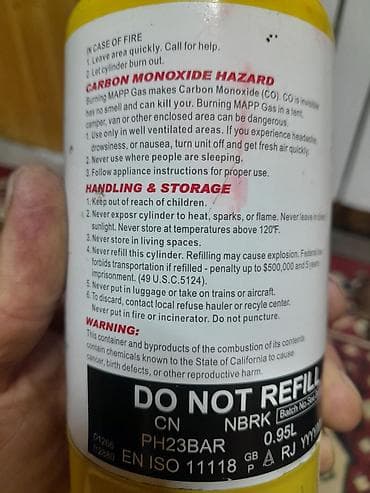 IN CASE OF FIRE
1. Leave area quickly. Call for help.
2. Let cylinder burn out.
CARBON MONOXIDE HAZARD
Burning MAPP Gas makes Carbon Monoxide (CO). CO is invisible
has no smell and can kill you. Burning MAPP Gas in a tent,
camper, van or other enclosed area can be dangerous.
1. Use only in well ventilated areas. If you experience headache,
drowsiness, or nausea, turn unit off and get fresh air quickly.
2. Never use where people are sleeping.
3. Follow appliance instructions for proper use.
HANDLING & STORAGE
1. Keep out of reach of children.
2. Never expose cylinder to heat, sparks, or flame. Never leave in direct
sunlight. Never store at temperatures above 120°F.
3. Never store in living spaces.
4. Never refill this cylinder. Refilling may cause explosion. Federal law
forbids transportation if refilled - penalty up to $500,000 and 5 years
imprisonment. (49 U.S.C.5124).
5. Never put in luggage or take on trains or aircraft.
6. To discard, contact local refuse hauler or recycle center.
Never put in fire or incinerator. Do not puncture.
WARNING:
This container and byproducts of the combustion of its contents
contain chemicals known to the State of California to cause
cancer, birth defects, or other reproductive harm.
DO NOT REFILL
CN NBRK Batch No.
PH23BAR 0.95L
EN ISO 11118 GB P RJ YYYY